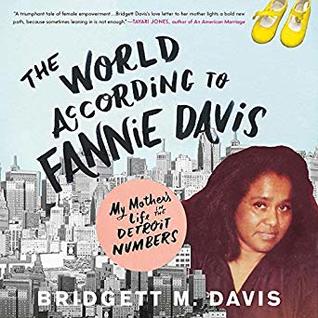 "A triumphant tale of female empowerment....Bridgett Davis's love letter to her mother lights a bold new path,
because sometimes leaning in is not enough." —TAYARI JONES, author of An American Marriage
THE
WORLD
ACCORDING TO
FANNIE DAVIS
My Mother's
Life in the
DETROIT
NUMBERS
BRIDGETT M. DAVIS